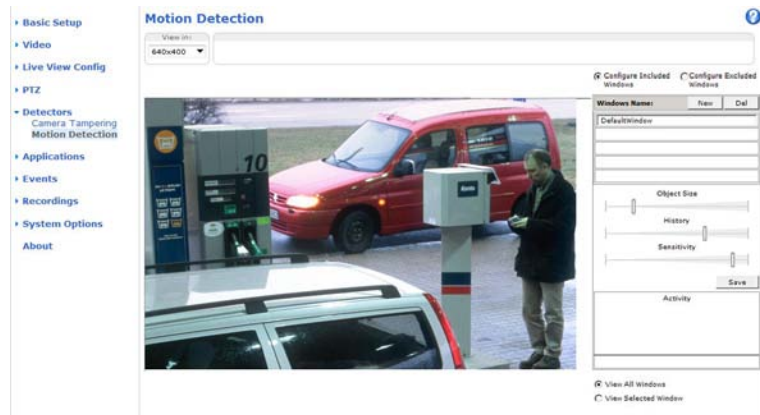 Basic Setup
Video
Live View Config
PTZ
Detectors
Camera Tampering
Motion Detection
Applications
Events
Recordings
System Options
About
Motion Detection
?
View in:
640x400
Configure Included Windows
Configure Excluded Windows
Windows Name:
New
Del
DefaultWindow
Object Size
History
Sensitivity
Save
Activity
View All Windows
View Selected Window
10
Konto